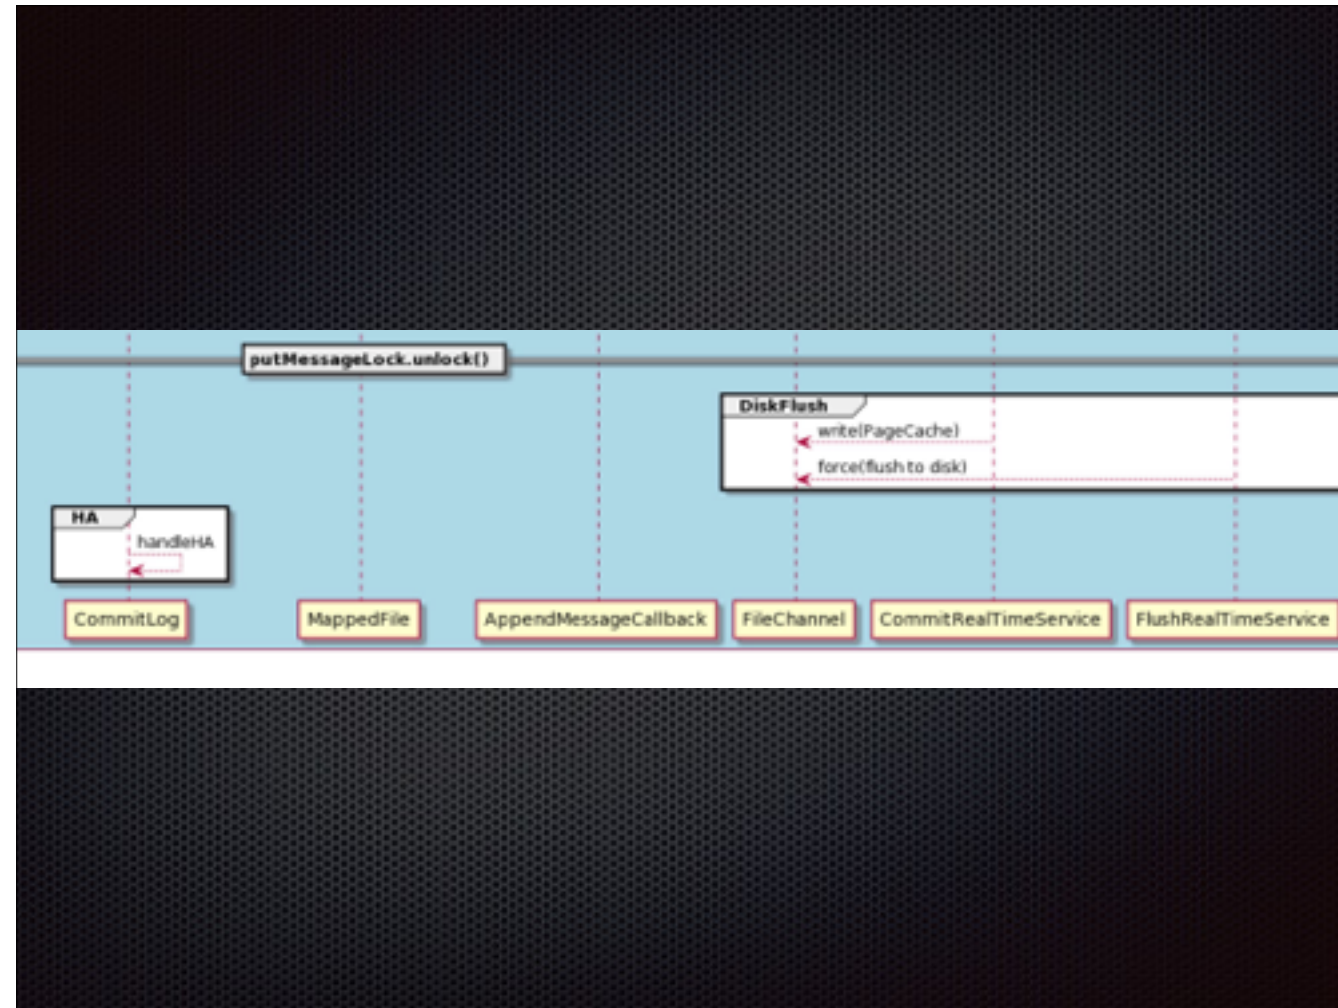 putMessageLock.unlock()
DiskFlush
write(PageCache)
force(flush to disk)
HA
handleHA
CommitLog
MappedFile
AppendMessageCallback
FileChannel
CommitRealTimeService
FlushRealTimeService